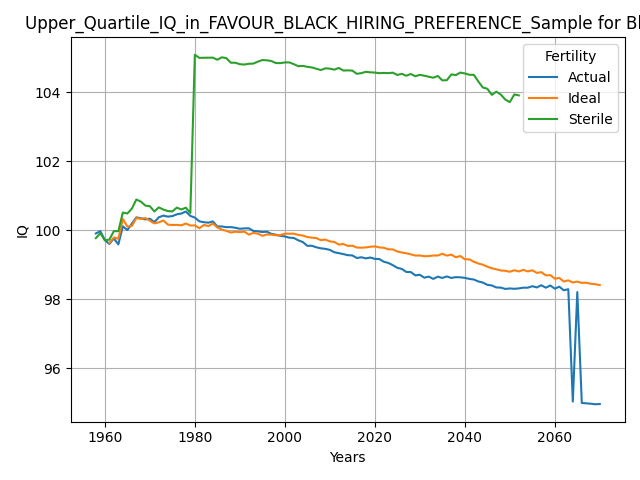 Upper_Quartile_IQ_in_FAVOUR_BLACK_HIRING_PREFERENCE_Sample for Bl
Fertility
Actual
Ideal
Sterile
104
102
100
98
96
IQ
1960 1980 2000 2020 2040 2060
Years